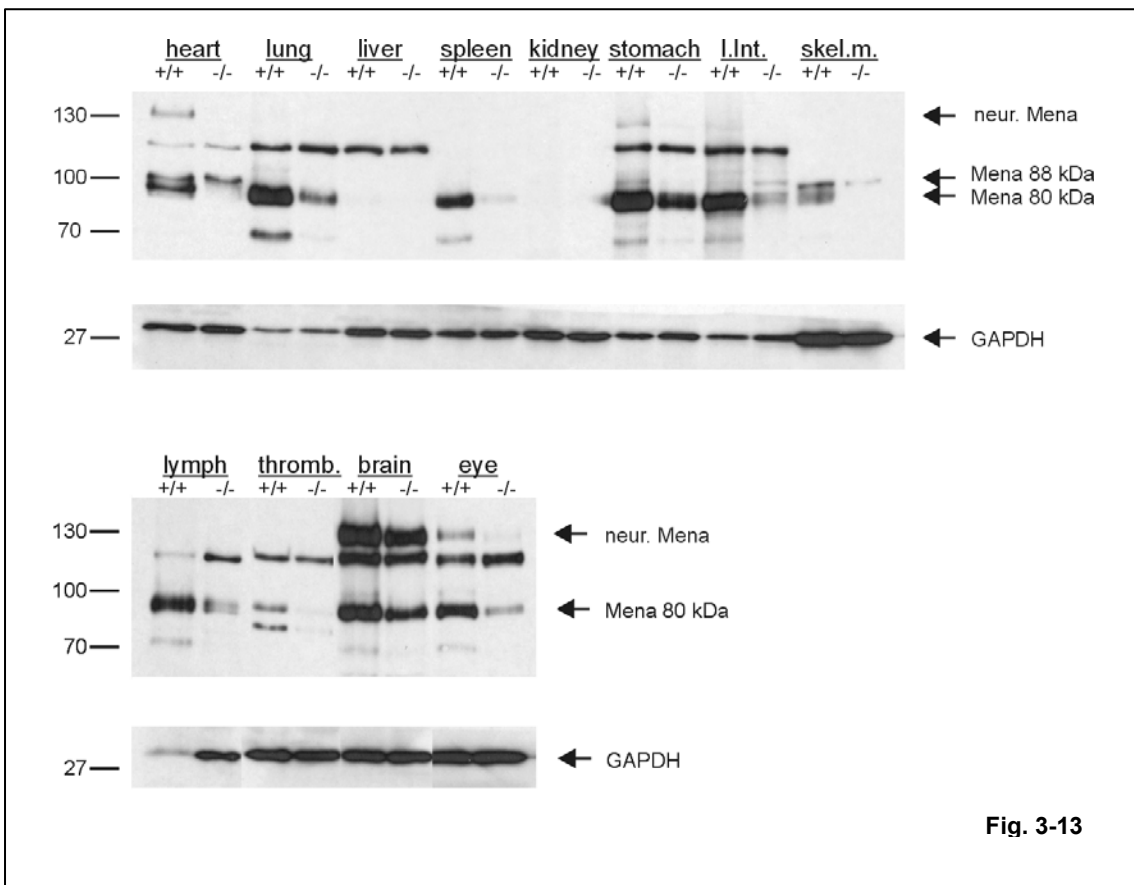 heart lung liver spleen kidney stomach l.Int. skel.m.
+/+ -/- +/+ -/- +/+ -/- +/+ -/- +/+ -/- +/+ -/- +/+ -/- +/+ -/-
130 neur. Mena
100 Mena 88 kDa
Mena 80 kDa
70
27 GAPDH
lymph thromb. brain eye
+/+ -/- +/+ -/- +/+ -/- +/+ -/-
130 neur. Mena
100
Mena 80 kDa
70
27 GAPDH
Fig. 3-13